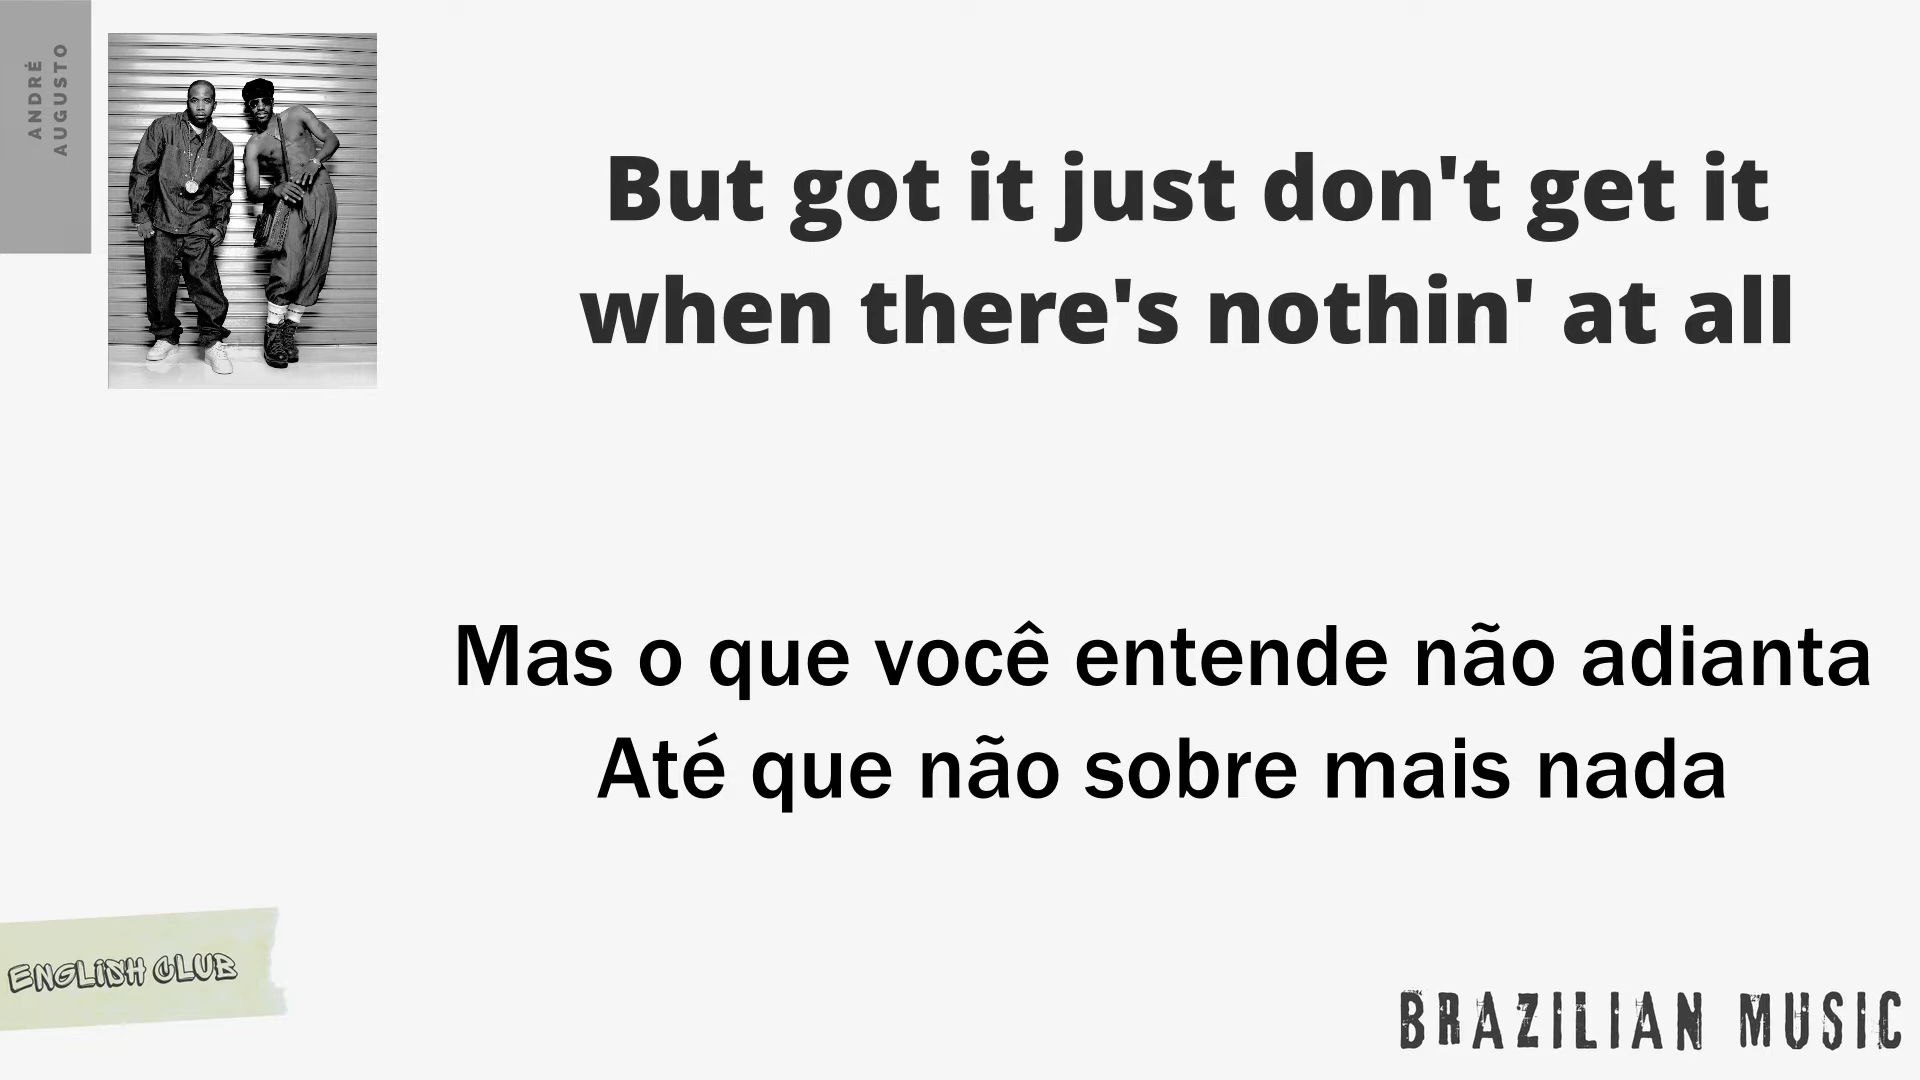 ANDRÉ
AUGUSTO
But got it just don't get it
when there's nothin' at all
Mas o que você entende não adianta
Até que não sobre mais nada
ENGLISH CLUB
BRAZILIAN MUSIC